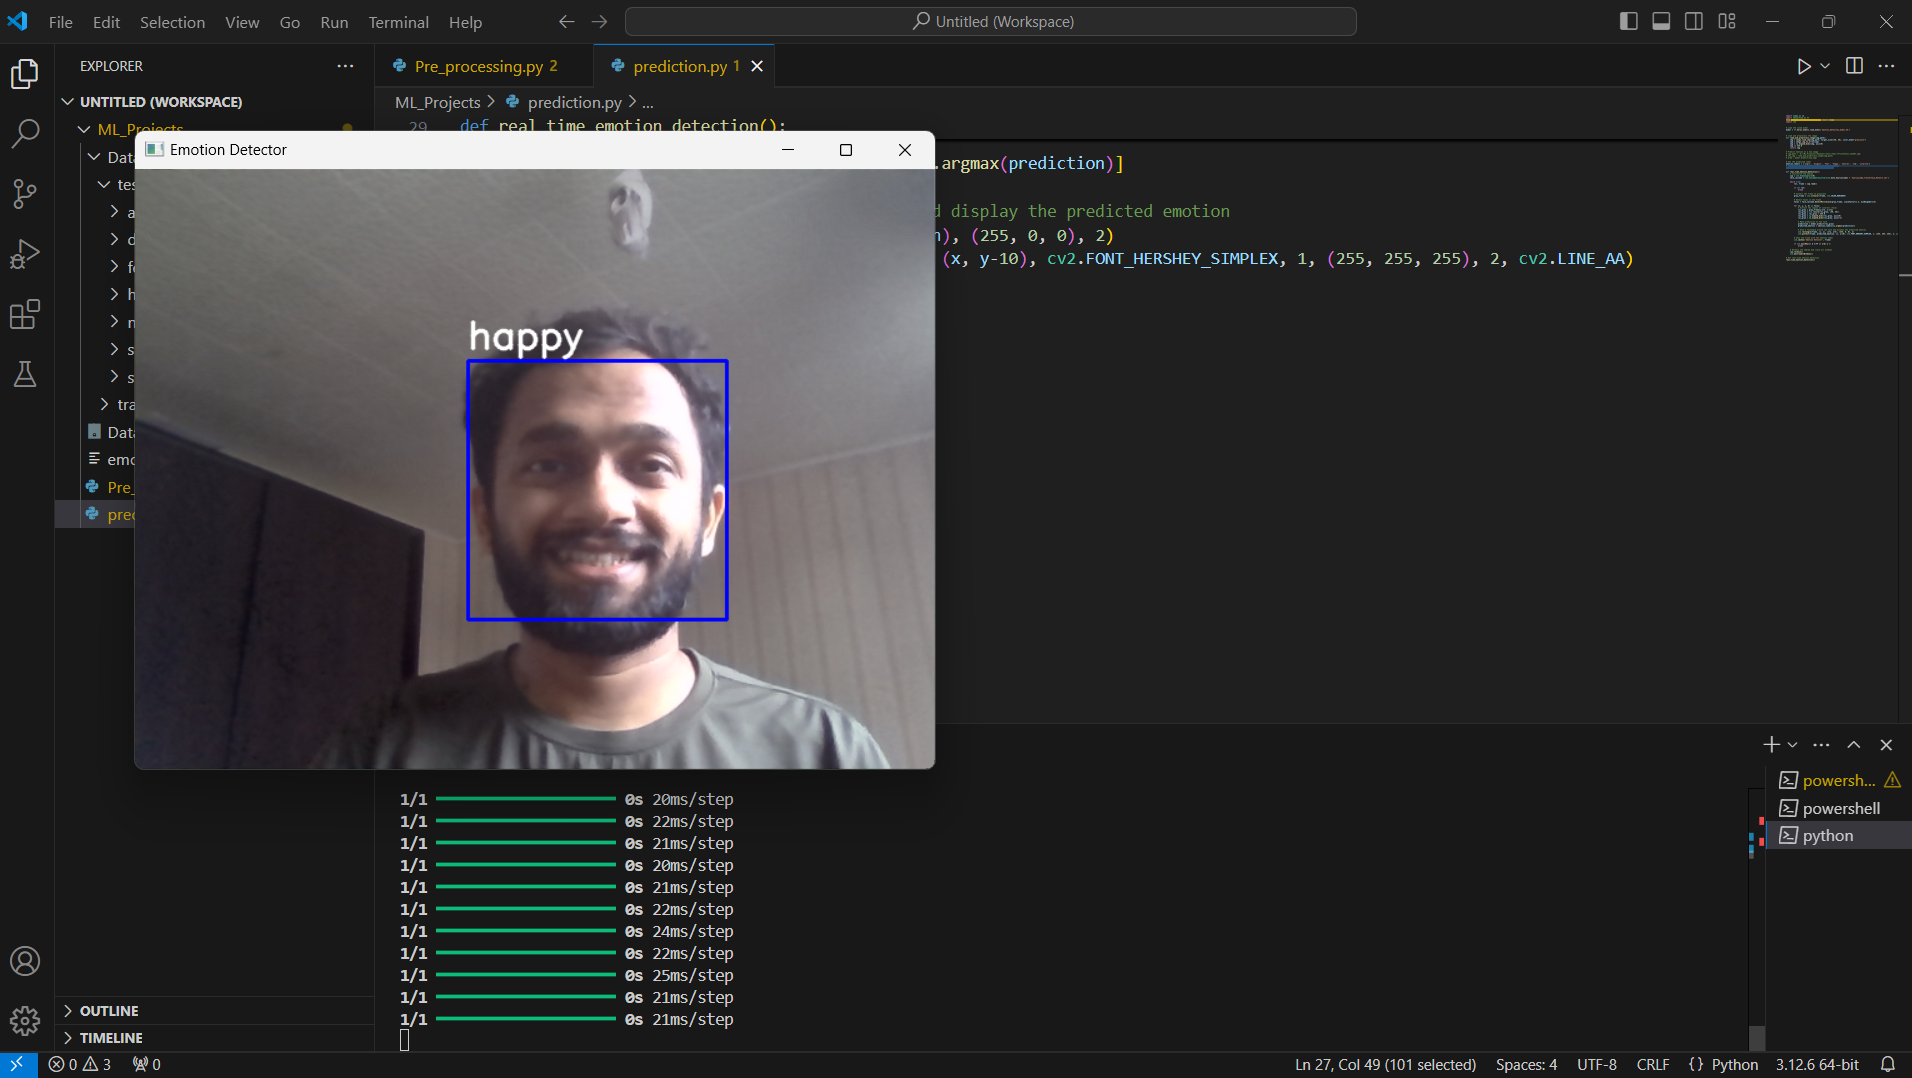 File Edit Selection View Go Run Terminal Help
Untitled (Workspace)
EXPLORER
UNTITLED (WORKSPACE)
ML_Projects
Data
tes
a
d
fe
h
n
s
s
tra
Data
emo
Pre_
pred
Pre_processing.py 2
prediction.py 1
ML_Projects > prediction.py > ...
29 def real_time_emotion_detection():
.argmax(prediction)]
d display the predicted emotion
), (255, 0, 0), 2)
(x, y-10), cv2.FONT_HERSHEY_SIMPLEX, 1, (255, 255, 255), 2, cv2.LINE_AA)
Emotion Detector
happy
1/1 0s 20ms/step
1/1 0s 22ms/step
1/1 0s 21ms/step
1/1 0s 20ms/step
1/1 0s 21ms/step
1/1 0s 22ms/step
1/1 0s 24ms/step
1/1 0s 22ms/step
1/1 0s 25ms/step
1/1 0s 21ms/step
1/1 0s 21ms/step
powersh...
powershell
python
OUTLINE
TIMELINE
0 3 0
Ln 27, Col 49 (101 selected) Spaces: 4 UTF-8 CRLF {} Python 3.12.6 64-bit